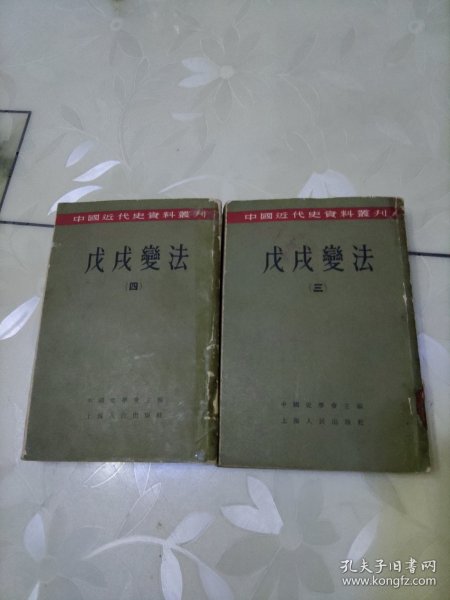 中國近代史資料叢刊
戊戌變法
(四)
中國史學會主編
上海人民出版社
中國近代史資料叢刊
戊戌變法
(三)
中國史學會主編
上海人民出版社
孔夫子旧书网
www.kongfz.com